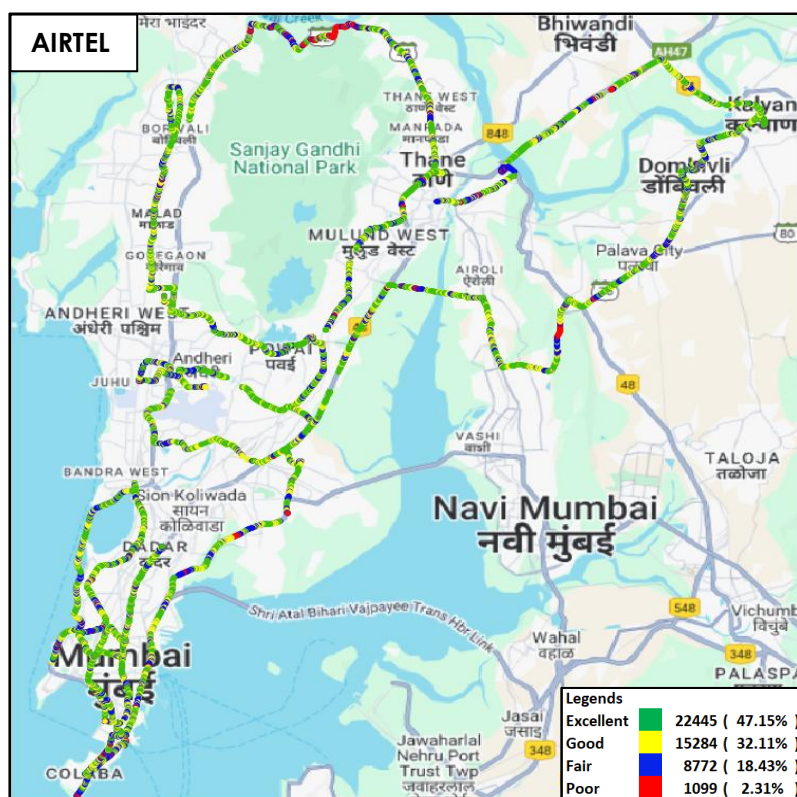 AIRTEL
मीरा भाईंदर
Creek
Bhiwandi
भिवंडी
AH47
THANE WEST
ठाणे वेस्ट
MANPADA
मानपाडा
848
Kalyan
कल्याण
BORIVALI
बोरिवली
Sanjay Gandhi
National Park
Thane
ठाणे
Dombivli
डोंबिवली
MALAD
मालाड
MULUND WEST
मुलुंड वेस्ट
80
Palava City
पलावा
GOREGAON
गोरेगाव
AIROLI
ऐरोली
ANDHERI WEST
अंधेरी पश्चिम
POWAI
पवई
Andheri
अंधेरी
JUHU
48
VASHI
वाशी
TALOJA
तळोजा
BANDRA WEST
Sion Koliwada
सायन
कोळिवाडा
Navi Mumbai
नवी मुंबई
DADAR
दादर
548
Shri Atal Bihari Vajpayee Trans Hbr Link
Vichumb
विचुंबे
Wahal
वहाळ
348
Mumbai
मुंबई
PALASPA
Jasai
जसाई
348
Jawaharlal
Nehru Port
Trust Twp
जवाहरलाल
COLABA
Legends
Excellent 22445 ( 47.15% )
Good 15284 ( 32.11% )
Fair 8772 ( 18.43% )
Poor 1099 ( 2.31% )